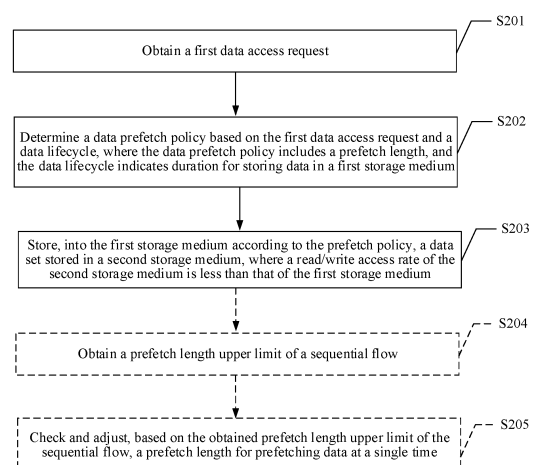 S201
Obtain a first data access request
S202
Determine a data prefetch policy based on the first data access request and a
data lifecycle, where the data prefetch policy includes a prefetch length, and
the data lifecycle indicates duration for storing data in a first storage medium
S203
Store, into the first storage medium according to the prefetch policy, a data
set stored in a second storage medium, where a read/write access rate of the
second storage medium is less than that of the first storage medium
S204
Obtain a prefetch length upper limit of a sequential flow
S205
Check and adjust, based on the obtained prefetch length upper limit of the
sequential flow, a prefetch length for prefetching data at a single time